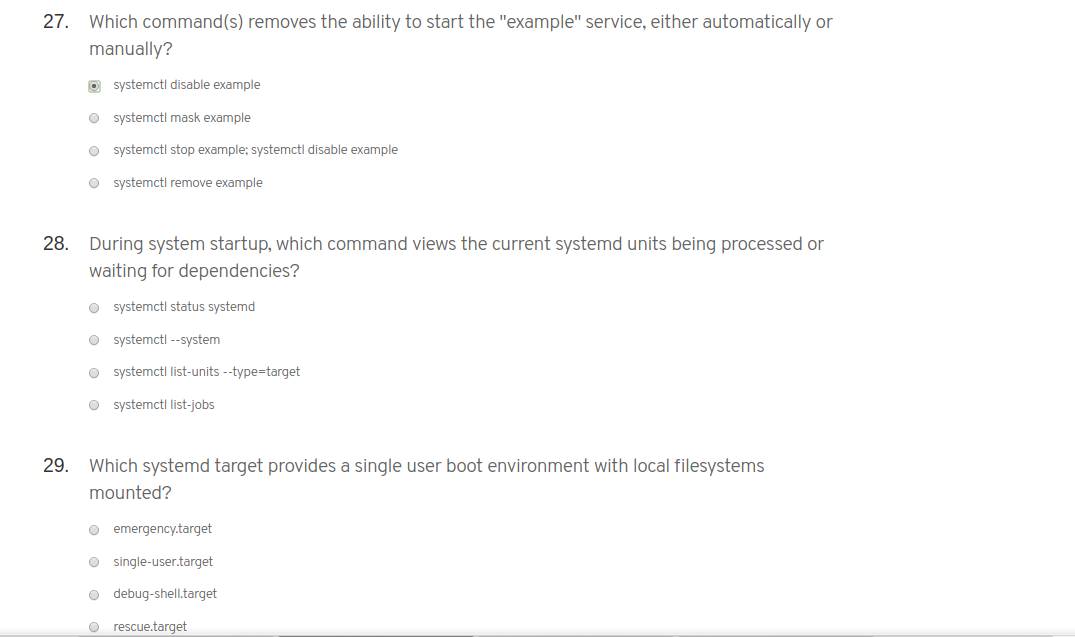 27. Which command(s) removes the ability to start the "example" service, either automatically or
manually?
systemctl disable example
systemctl mask example
systemctl stop example; systemctl disable example
systemctl remove example
28. During system startup, which command views the current systemd units being processed or
waiting for dependencies?
systemctl status systemd
systemctl --system
systemctl list-units --type=target
systemctl list-jobs
29. Which systemd target provides a single user boot environment with local filesystems
mounted?
emergency.target
single-user.target
debug-shell.target
rescue.target